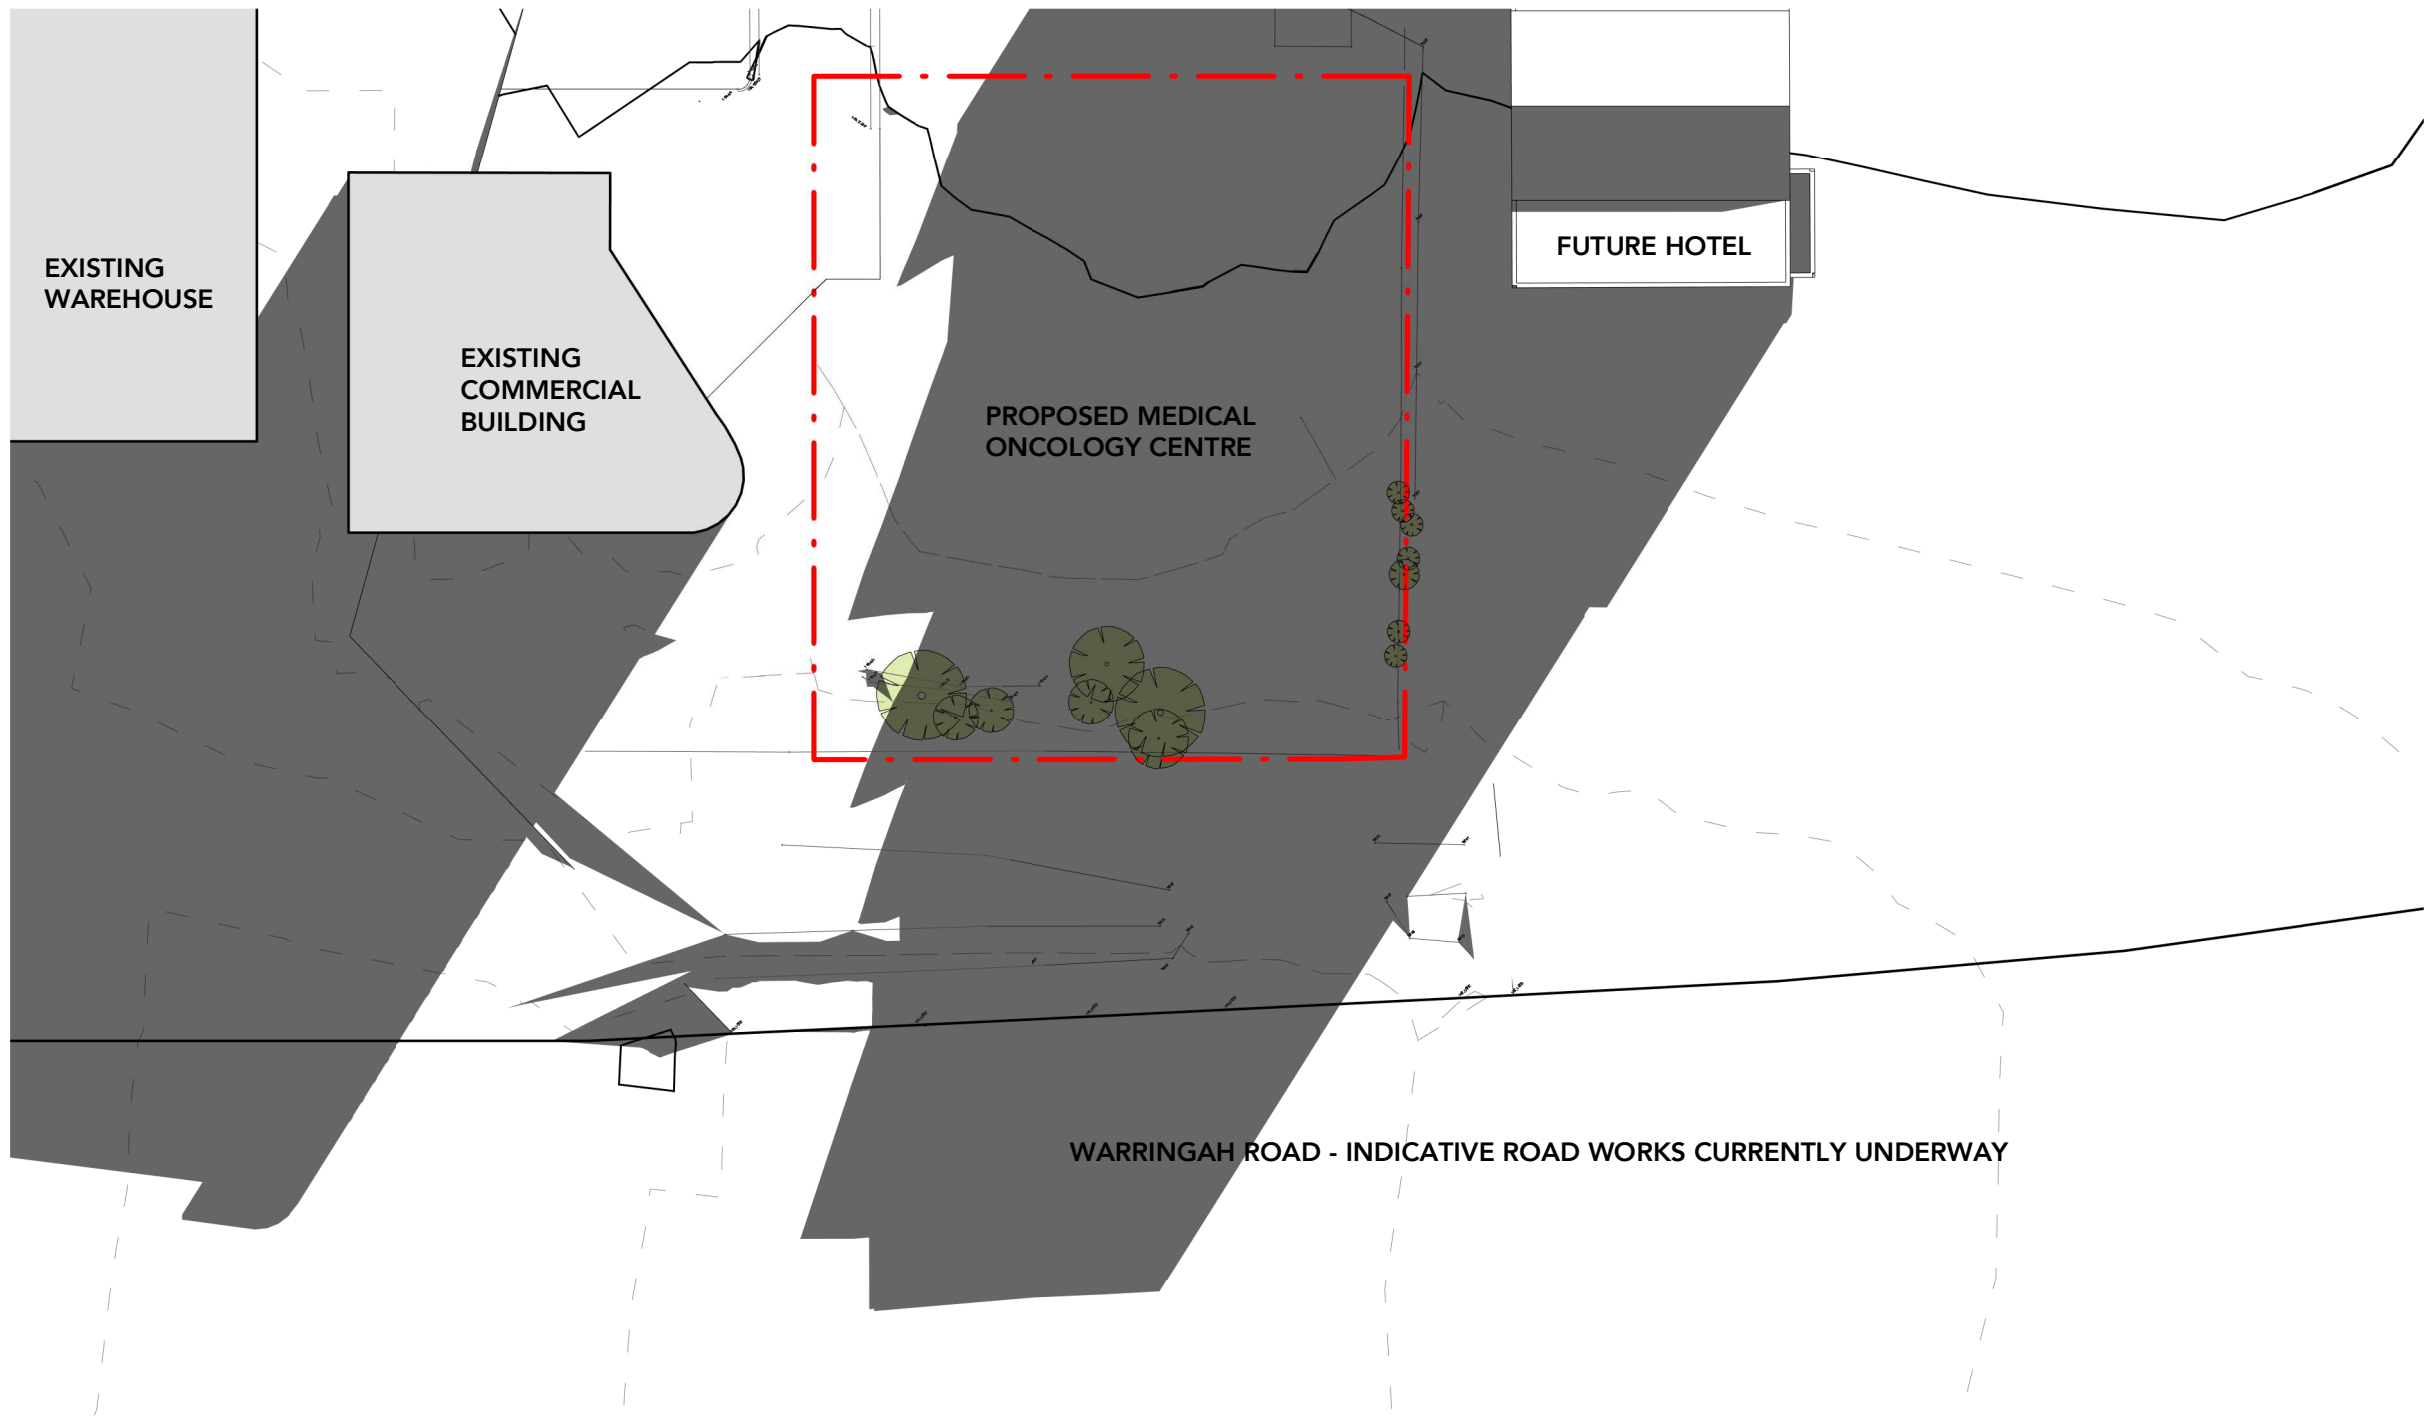 EXISTING
WAREHOUSE
EXISTING
COMMERCIAL
BUILDING
FUTURE HOTEL
PROPOSED MEDICAL
ONCOLOGY CENTRE
WARRINGAH ROAD - INDICATIVE ROAD WORKS CURRENTLY UNDERWAY